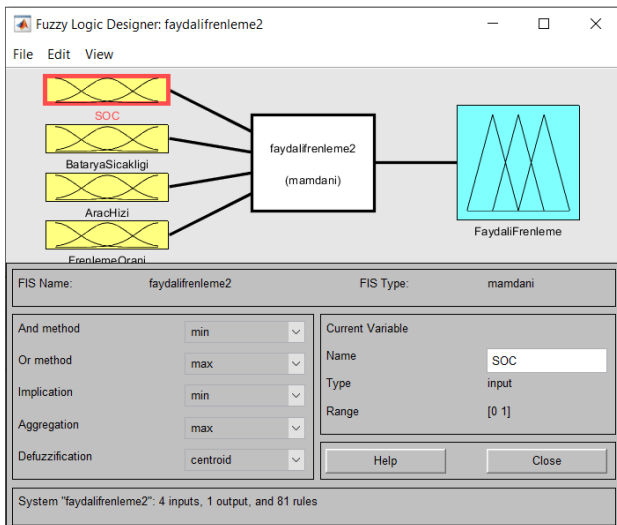 Fuzzy Logic Designer: faydalifrenleme2
File Edit View
SOC
BataryaSicakligi
AracHizi
FrenlemeOrani
faydalifrenleme2
(mamdani)
FaydaliFrenleme
FIS Name: faydalifrenleme2 FIS Type: mamdani
And method min
Or method max
Implication min
Aggregation max
Defuzzification centroid
Current Variable
Name SOC
Type input
Range [0 1]
Help Close
System "faydalifrenleme2": 4 inputs, 1 output, and 81 rules